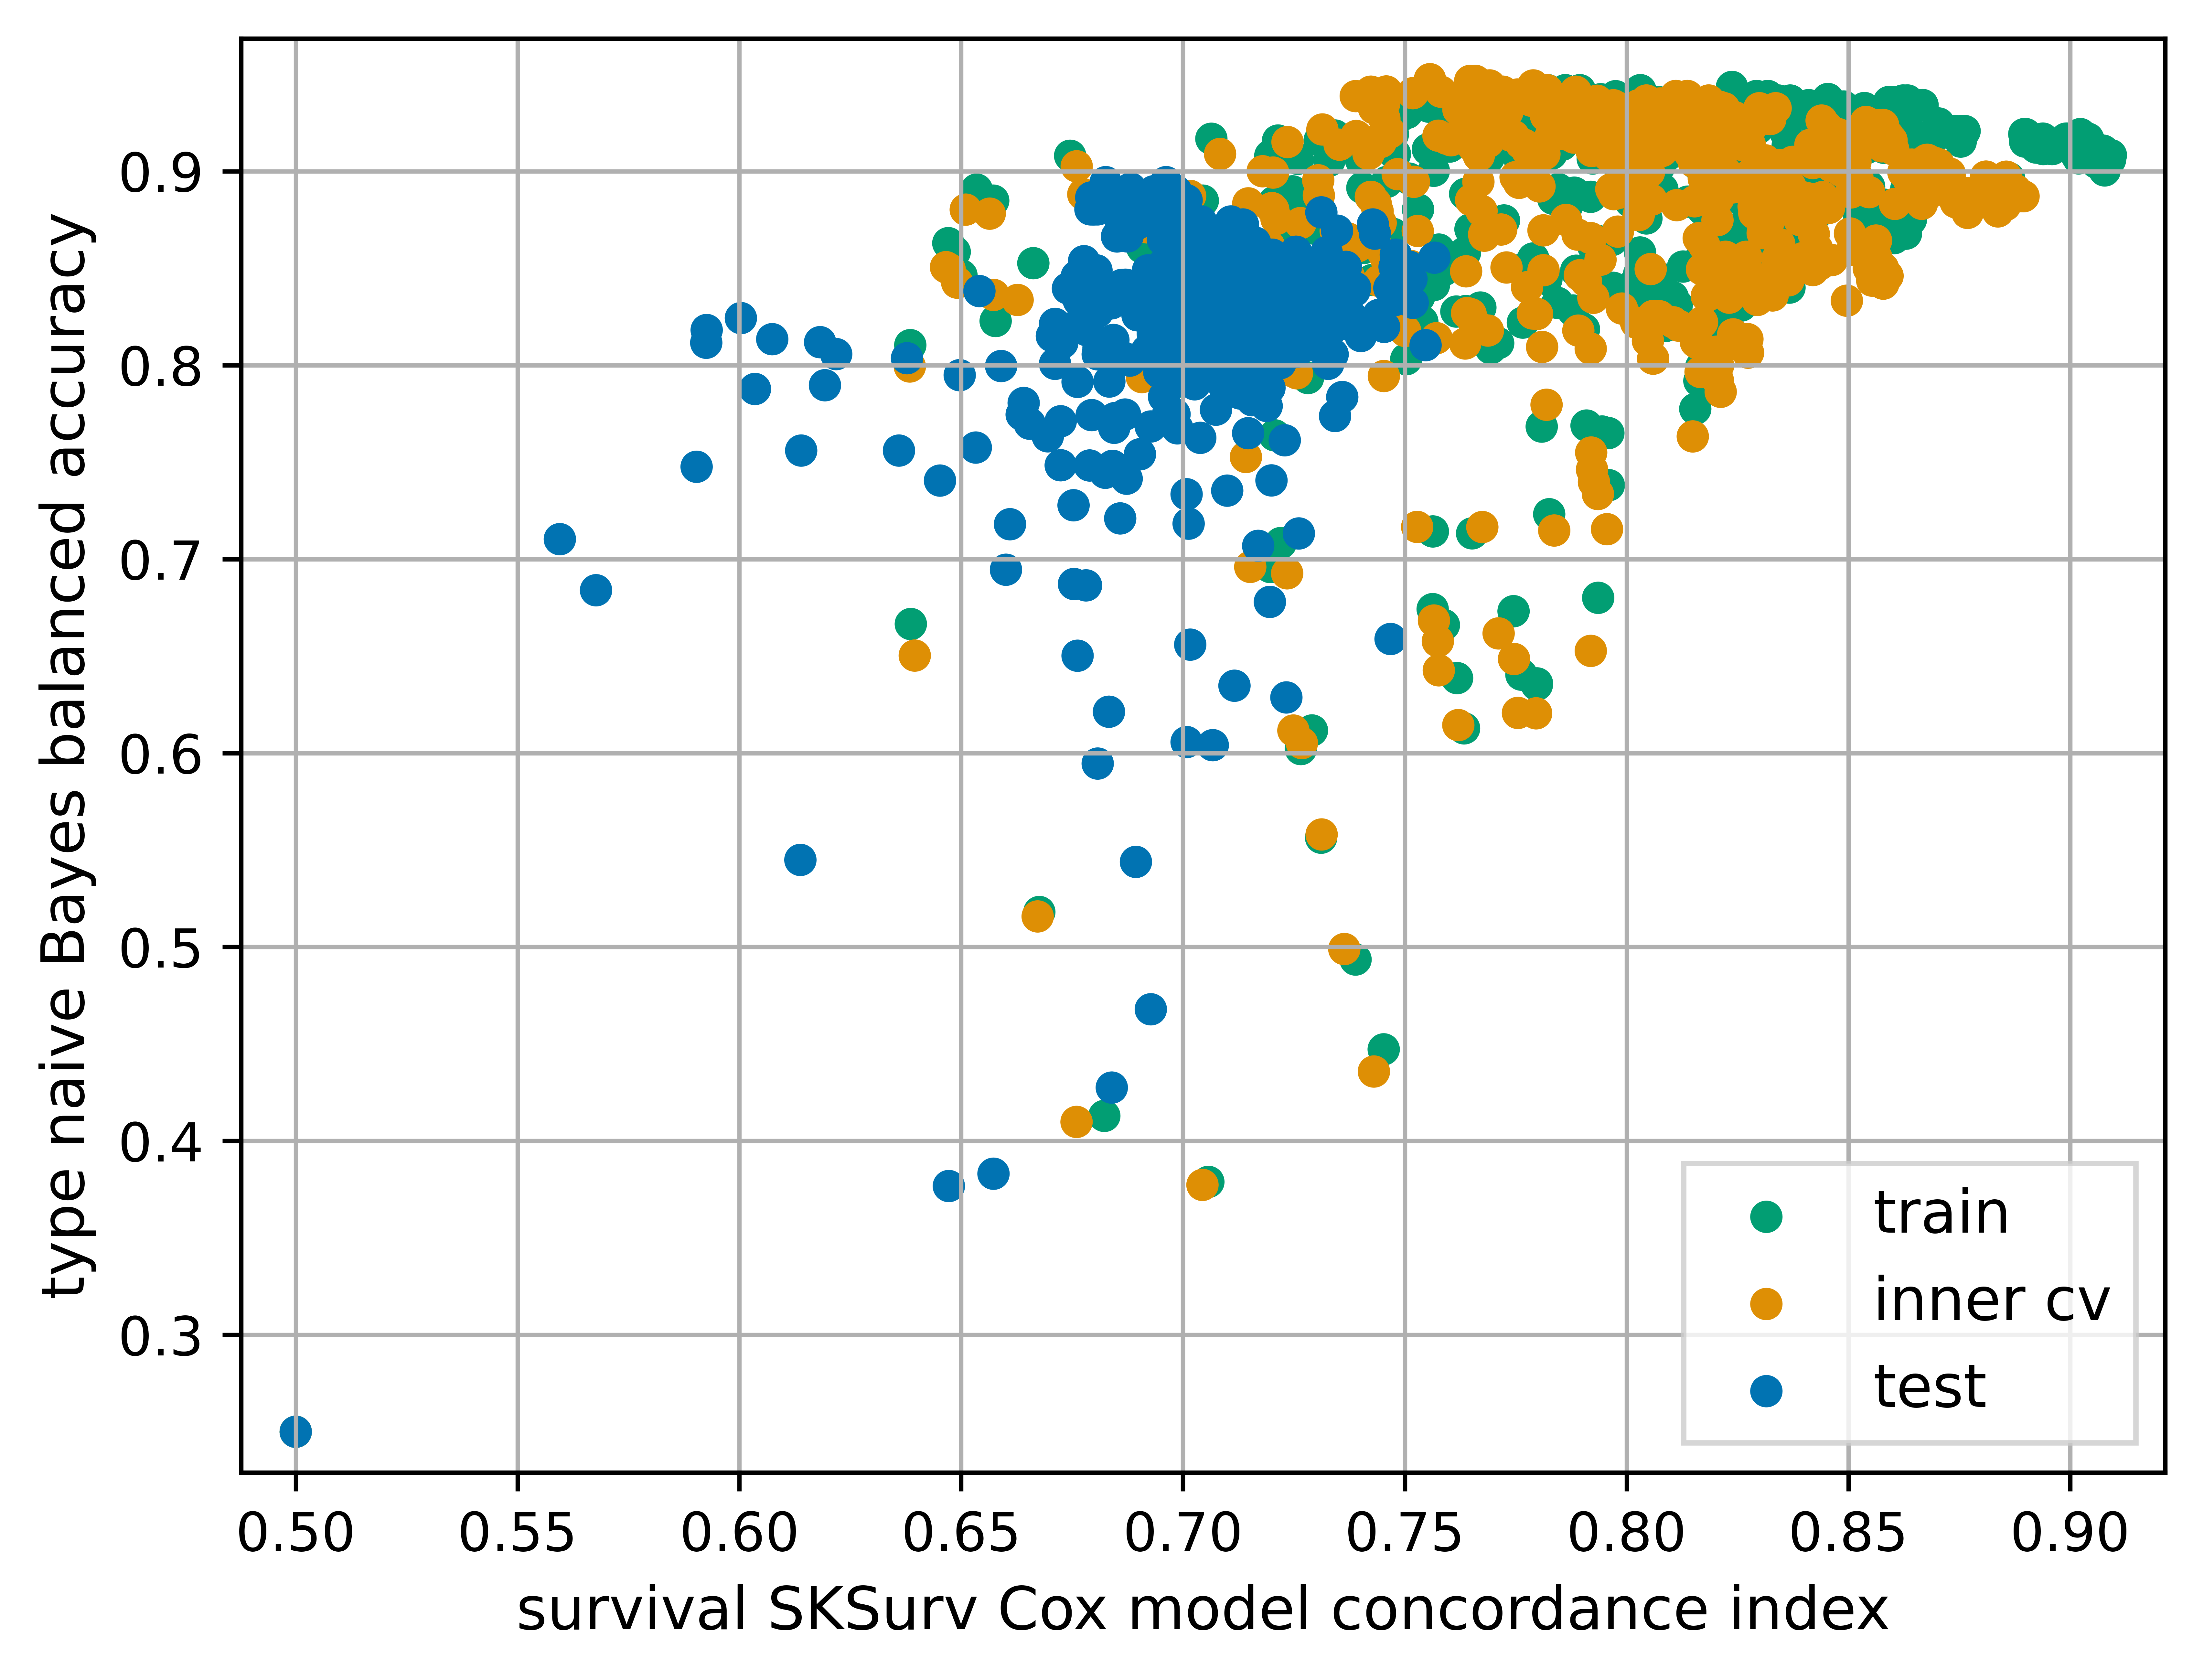 type naive Bayes balanced accuracy
0.9
0.8
0.7
0.6
0.5
0.4
0.3
train
inner cv
test
0.50 0.55 0.60 0.65 0.70 0.75 0.80 0.85 0.90
survival SKSurv Cox model concordance index